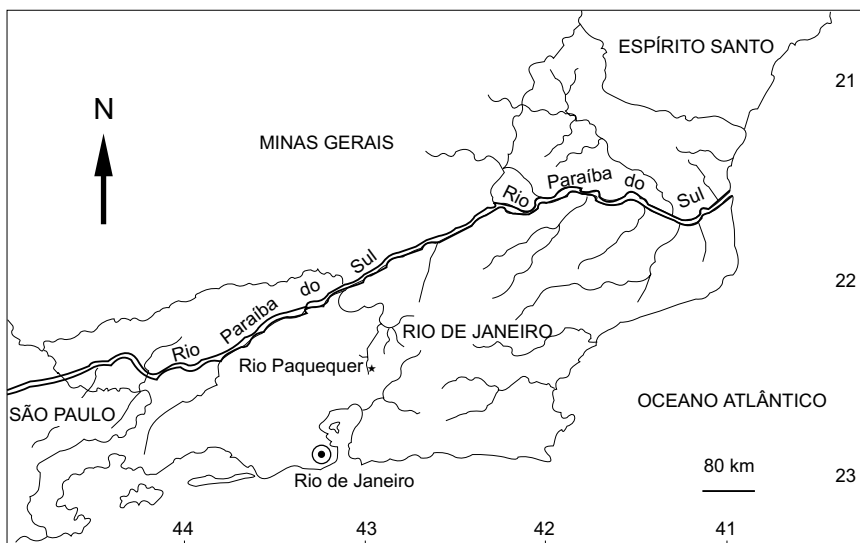 ESPÍRITO SANTO
21
N
MINAS GERAIS
Rio Paraíba do Sul
22
Rio Paraíba do Sul
RIO DE JANEIRO
Rio Paquequer
OCEANO ATLÂNTICO
SÃO PAULO
80 km
23
Rio de Janeiro
44 43 42 41